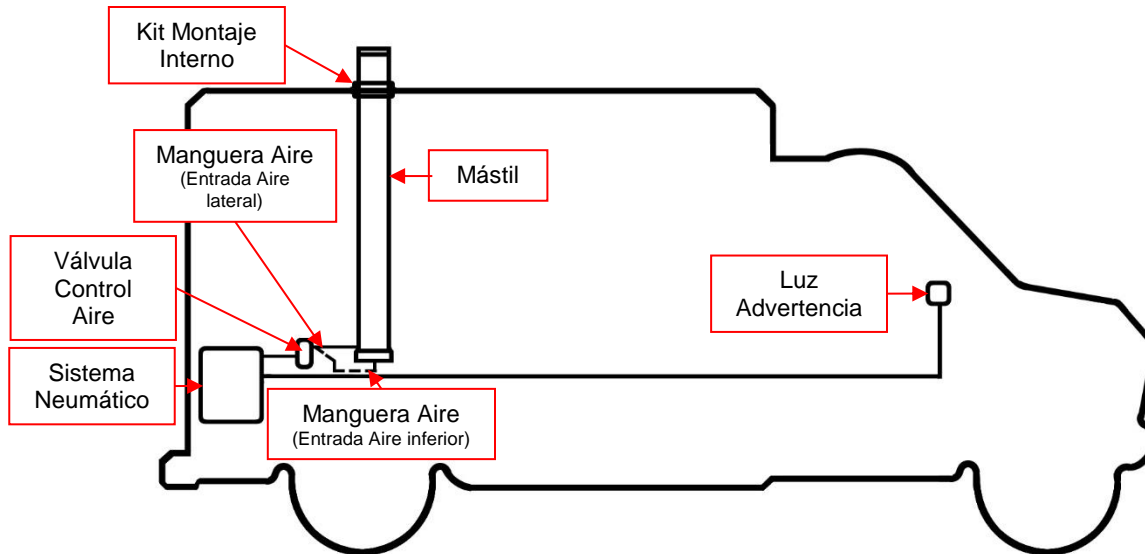 Kit Montaje
Interno
Manguera Aire
(Entrada Aire
lateral)
Mástil
Válvula
Control
Aire
Luz
Advertencia
Sistema
Neumático
Manguera Aire
(Entrada Aire inferior)